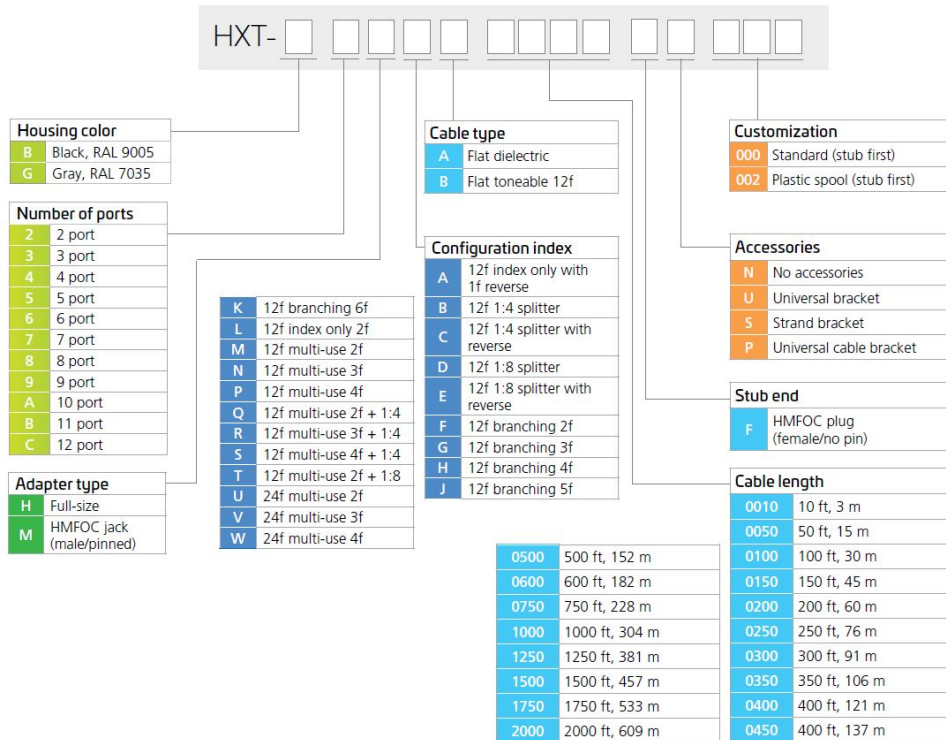 HXT-
Housing color
B Black, RAL 9005
G Gray, RAL 7035
Number of ports
2 2 port
3 3 port
4 4 port
5 5 port
6 6 port
7 7 port
8 8 port
9 9 port
A 10 port
B 11 port
C 12 port
Adapter type
H Full-size
M HMFOC jack
(male/pinned)
K 12f branching 6f
L 12f index only 2f
M 12f multi-use 2f
N 12f multi-use 3f
P 12f multi-use 4f
Q 12f multi-use 2f + 1:4
R 12f multi-use 3f + 1:4
S 12f multi-use 4f + 1:4
T 12f multi-use 2f + 1:8
U 24f multi-use 2f
V 24f multi-use 3f
W 24f multi-use 4f
Cable type
A Flat dielectric
B Flat toneable 12f
Configuration index
A 12f index only with
1f reverse
B 12f 1:4 splitter
C 12f 1:4 splitter with
reverse
D 12f 1:8 splitter
E 12f 1:8 splitter with
reverse
F 12f branching 2f
G 12f branching 3f
H 12f branching 4f
J 12f branching 5f
0500 500 ft, 152 m
0600 600 ft, 182 m
0750 750 ft, 228 m
1000 1000 ft, 304 m
1250 1250 ft, 381 m
1500 1500 ft, 457 m
1750 1750 ft, 533 m
2000 2000 ft, 609 m
Customization
000 Standard (stub first)
002 Plastic spool (stub first)
Accessories
N No accessories
U Universal bracket
S Strand bracket
P Universal cable bracket
Stub end
F HMFOC plug
(female/no pin)
Cable length
0010 10 ft, 3 m
0050 50 ft, 15 m
0100 100 ft, 30 m
0150 150 ft, 45 m
0200 200 ft, 60 m
0250 250 ft, 76 m
0300 300 ft, 91 m
0350 350 ft, 106 m
0400 400 ft, 121 m
0450 400 ft, 137 m